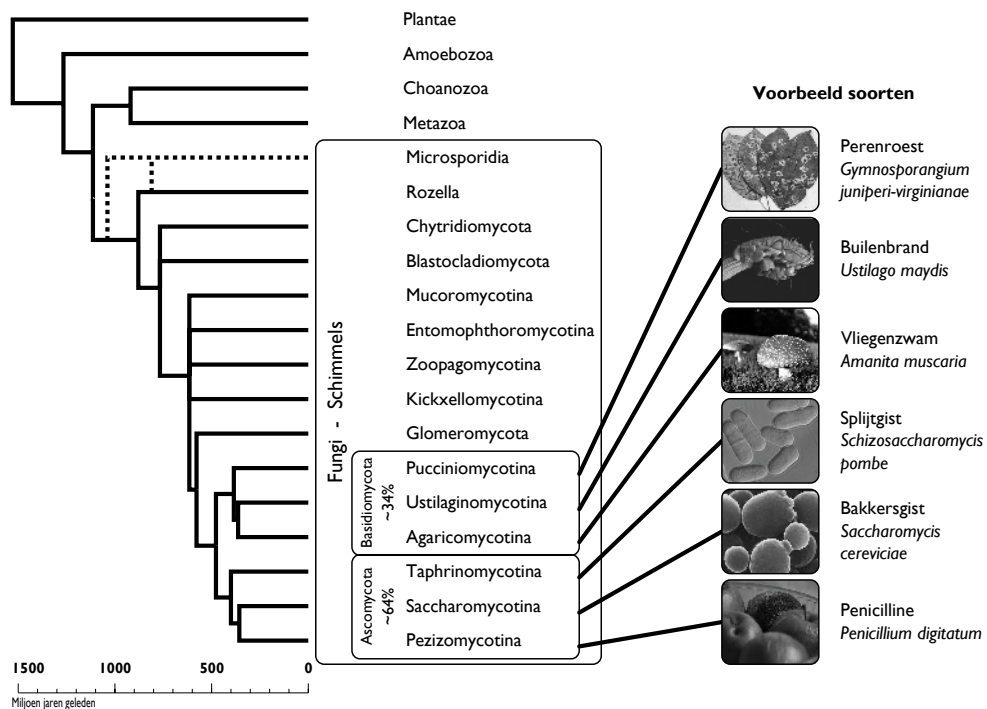 Plantae
Amoebozoa
Choanozoa
Metazoa
Microsporidia
Rozella
Chytridiomycota
Blastocladiomycota
Mucoromycotina
Entomophthoromycotina
Zoopagomycotina
Kickxellomycotina
Glomeromycota
Pucciniomycotina
Ustilaginomycotina
Agaricomycotina
Taphrinomycotina
Saccharomycotina
Pezizomycotina
Fungi - Schimmels
Basidiomycota
~34%
Ascomycota
~64%
Voorbeeld soorten
Perenroest
Gymnosporangium
juniperi-virginianae
Builenbrand
Ustilago maydis
Vliegenzwam
Amanita muscaria
Splijtgist
Schizosaccharomycis
pombe
Bakkersgist
Saccharomycis
cereviciae
Penicilline
Penicillium digitatum
1500 1000 500 0
Miljoen jaren geleden